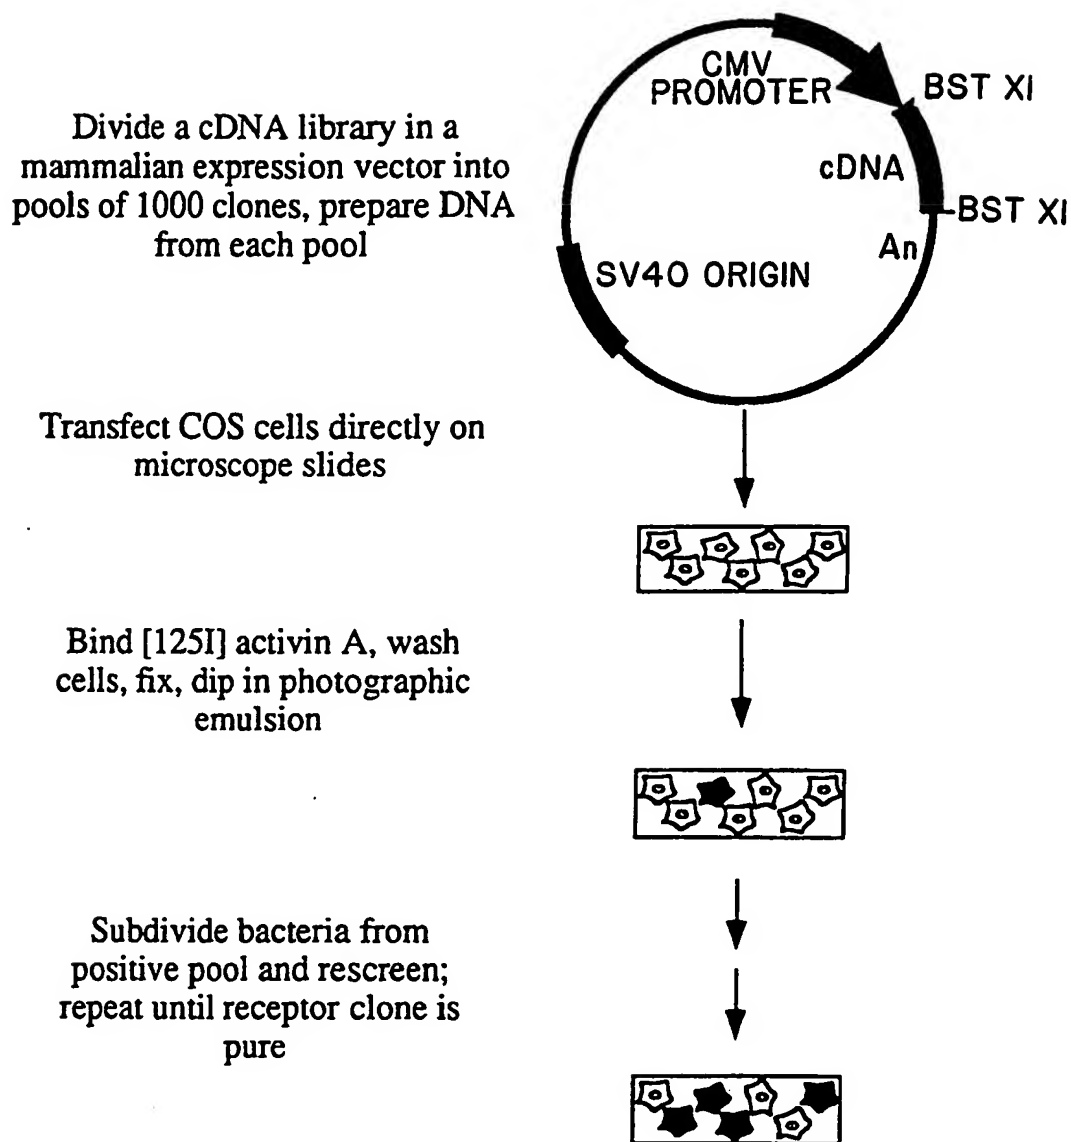 Divide a cDNA library in a
mammalian expression vector into
pools of 1000 clones, prepare DNA
from each pool
CMV
PROMOTER
BST XI
cDNA
BST XI
An
SV40 ORIGIN
Transfect COS cells directly on
microscope slides
Bind [125I] activin A, wash
cells, fix, dip in photographic
emulsion
Subdivide bacteria from
positive pool and rescreen;
repeat until receptor clone is
pure